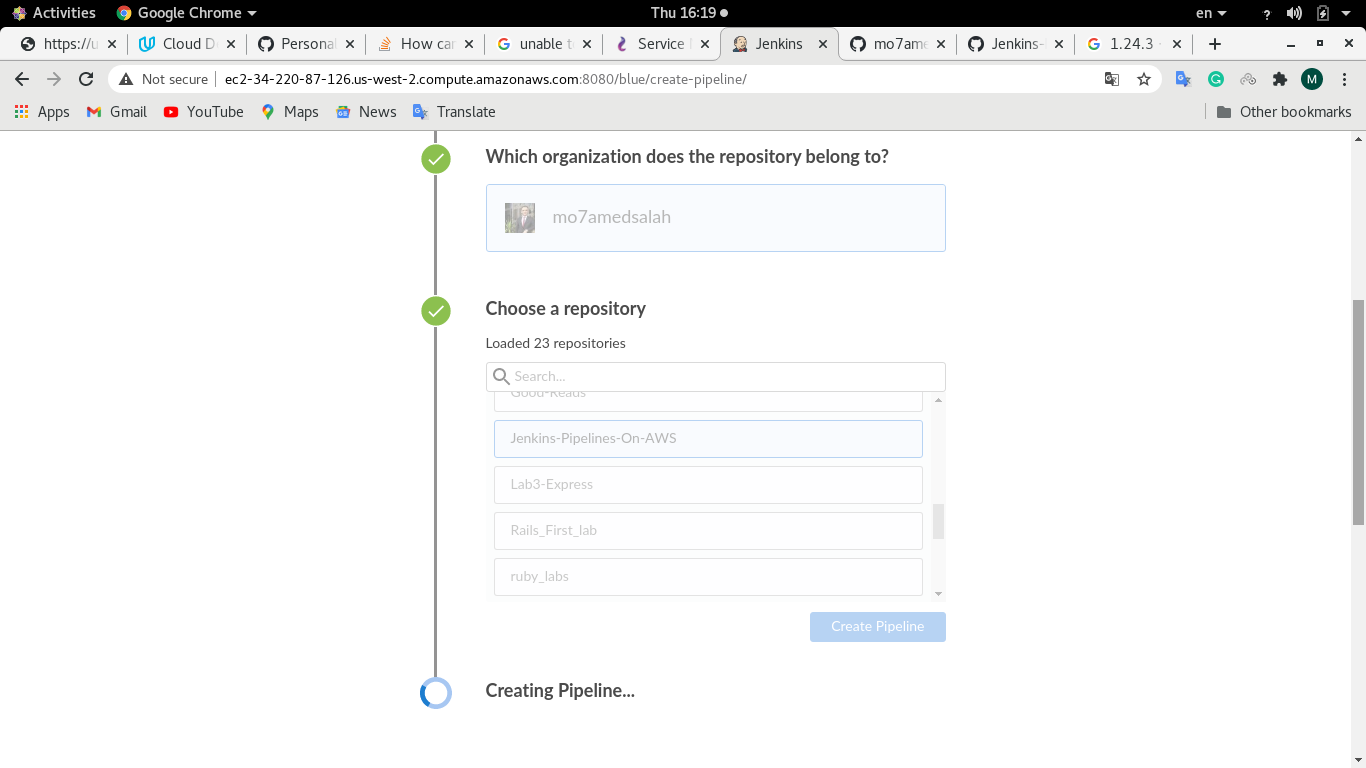 Activities Google Chrome Thu 16:19 en ?
https://u Cloud D Persona How ca unable t Service Jenkins mo7ame Jenkins- 1.24.3
Not secure ec2-34-220-87-126.us-west-2.compute.amazonaws.com:8080/blue/create-pipeline/ M
Apps Gmail YouTube Maps News Translate Other bookmarks
Which organization does the repository belong to?
mo7amedsalah
Choose a repository
Loaded 23 repositories
Search...
Good-Reads
Jenkins-Pipelines-On-AWS
Lab3-Express
Rails_First_lab
ruby_labs
Create Pipeline
Creating Pipeline...